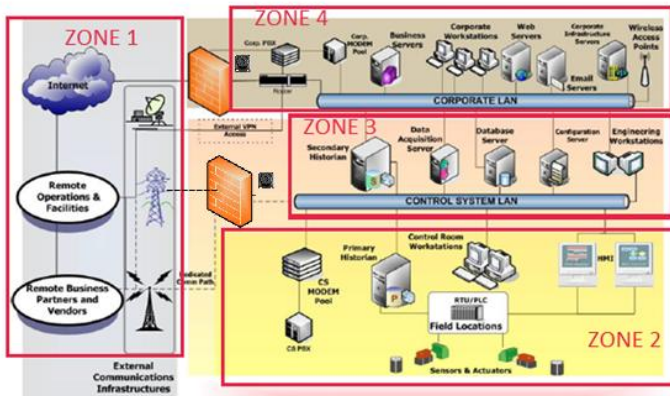 ZONE 1
Internet
Remote
Operations &
Facilities
Remote Business
Partners and
Vendors
External
Communications
Infrastructures
External VPN
Access
Dedicated
Comm Path
ZONE 4
Corp. PBX
Corp.
MODEM
Pool
Router
Business
Servers
Corporate
Workstations
Web
Servers
Email
Servers
Corporate
Infrastructure
Servers
Wireless
Access
Points
CORPORATE LAN
ZONE 3
Secondary
Historian
Data
Acquisition
Server
Database
Server
Configuration
Server
Engineering
Workstations
CONTROL SYSTEM LAN
CS
MODEM
Pool
CS PBX
Primary
Historian
P
Control Room
Workstations
HMI
RTU/PLC
Field Locations
ZONE 2
Sensors & Actuators